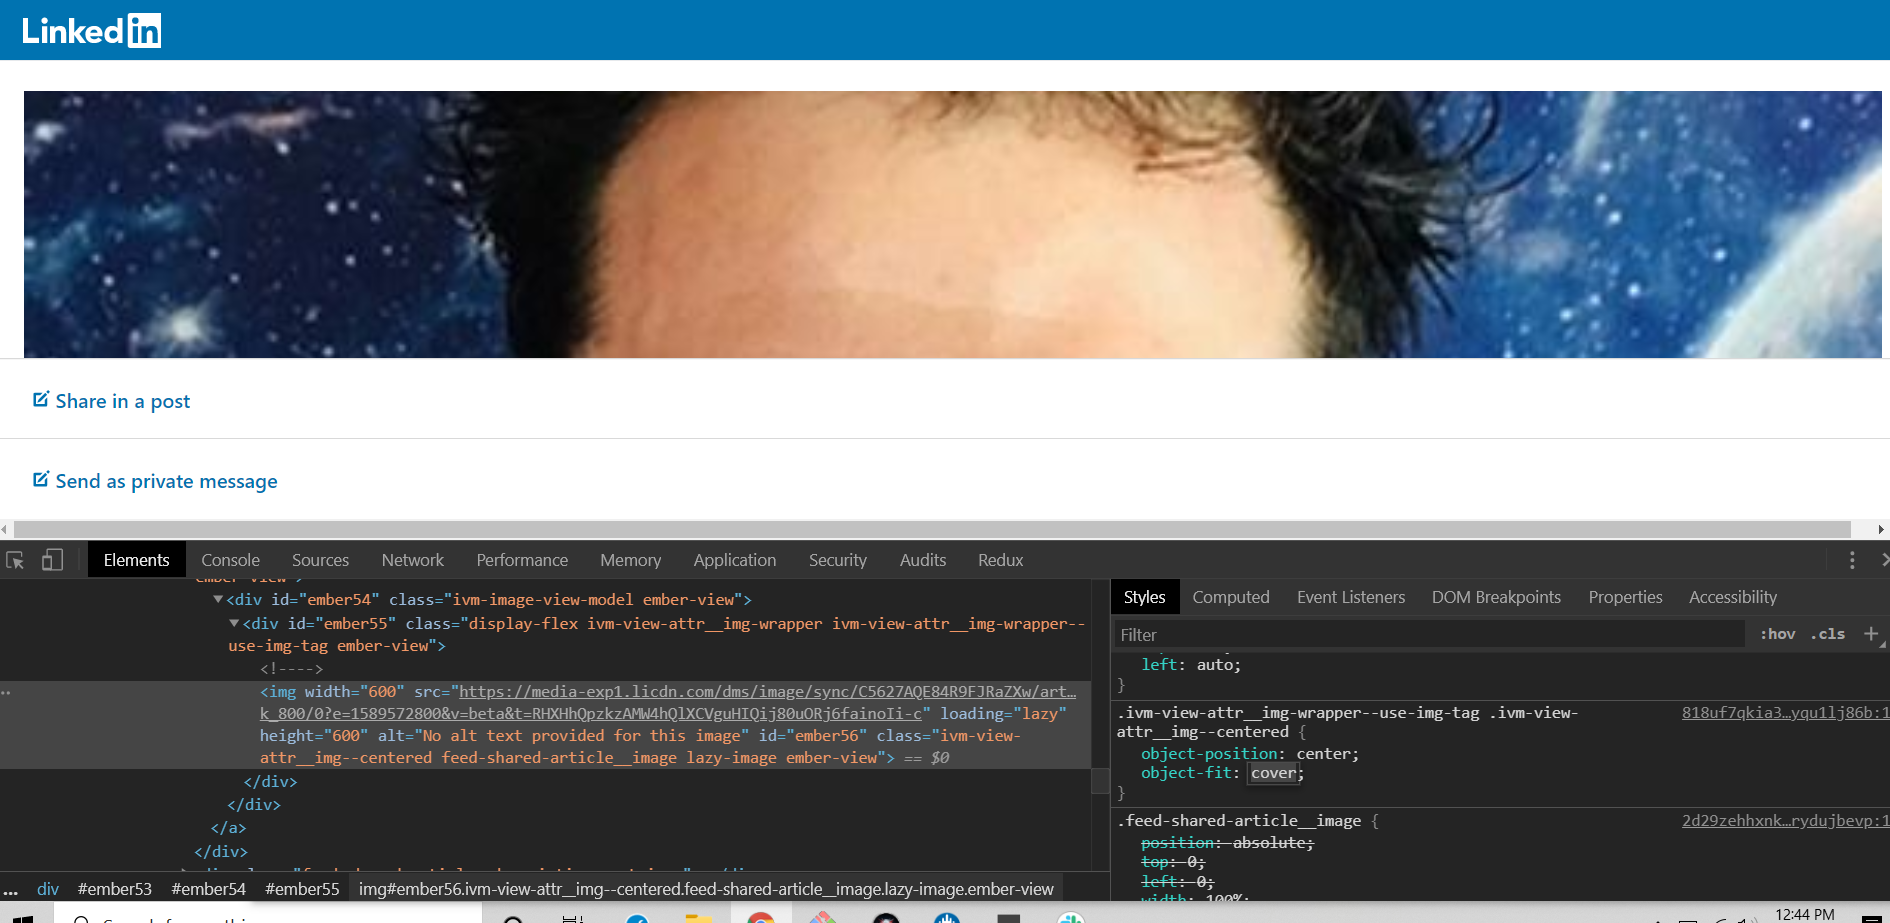 Linked in
Share in a post
Send as private message
Elements Console Sources Network Performance Memory Application Security Audits Redux
ember-view">
<div id="ember54" class="ivm-image-view-model ember-view">
<div id="ember55" class="display-flex ivm-view-attr__img-wrapper ivm-view-attr__img-wrapper--
use-img-tag ember-view">
<!---->
<img width="600" src="https://media-exp1.licdn.com/dms/image/sync/C5627AQE84R9FJRaZXw/art…
k_800/0?e=1589572800&v=beta&t=RHXHhQpzkzAMW4hQlXCVguHIQij80uORj6fainoIi-c" loading="lazy"
height="600" alt="No alt text provided for this image" id="ember56" class="ivm-view-
attr__img--centered feed-shared-article__image lazy-image ember-view"> == $0
</div>
</div>
</a>
</div>
... div #ember53 #ember54 #ember55 img#ember56.ivm-view-attr__img--centered.feed-shared-article__image.lazy-image.ember-view
Styles Computed Event Listeners DOM Breakpoints Properties Accessibility
Filter :hov .cls +
left: auto;
}
.ivm-view-attr__img-wrapper--use-img-tag .ivm-view- 818uf7qkia3…yqu1lj86b:1
attr__img--centered {
object-position: center;
object-fit: cover;
}
.feed-shared-article__image { 2d29zehhxnk…rydujbevp:1
position: absolute;
top: 0;
left: 0;
width: 100%;
12:44 PM